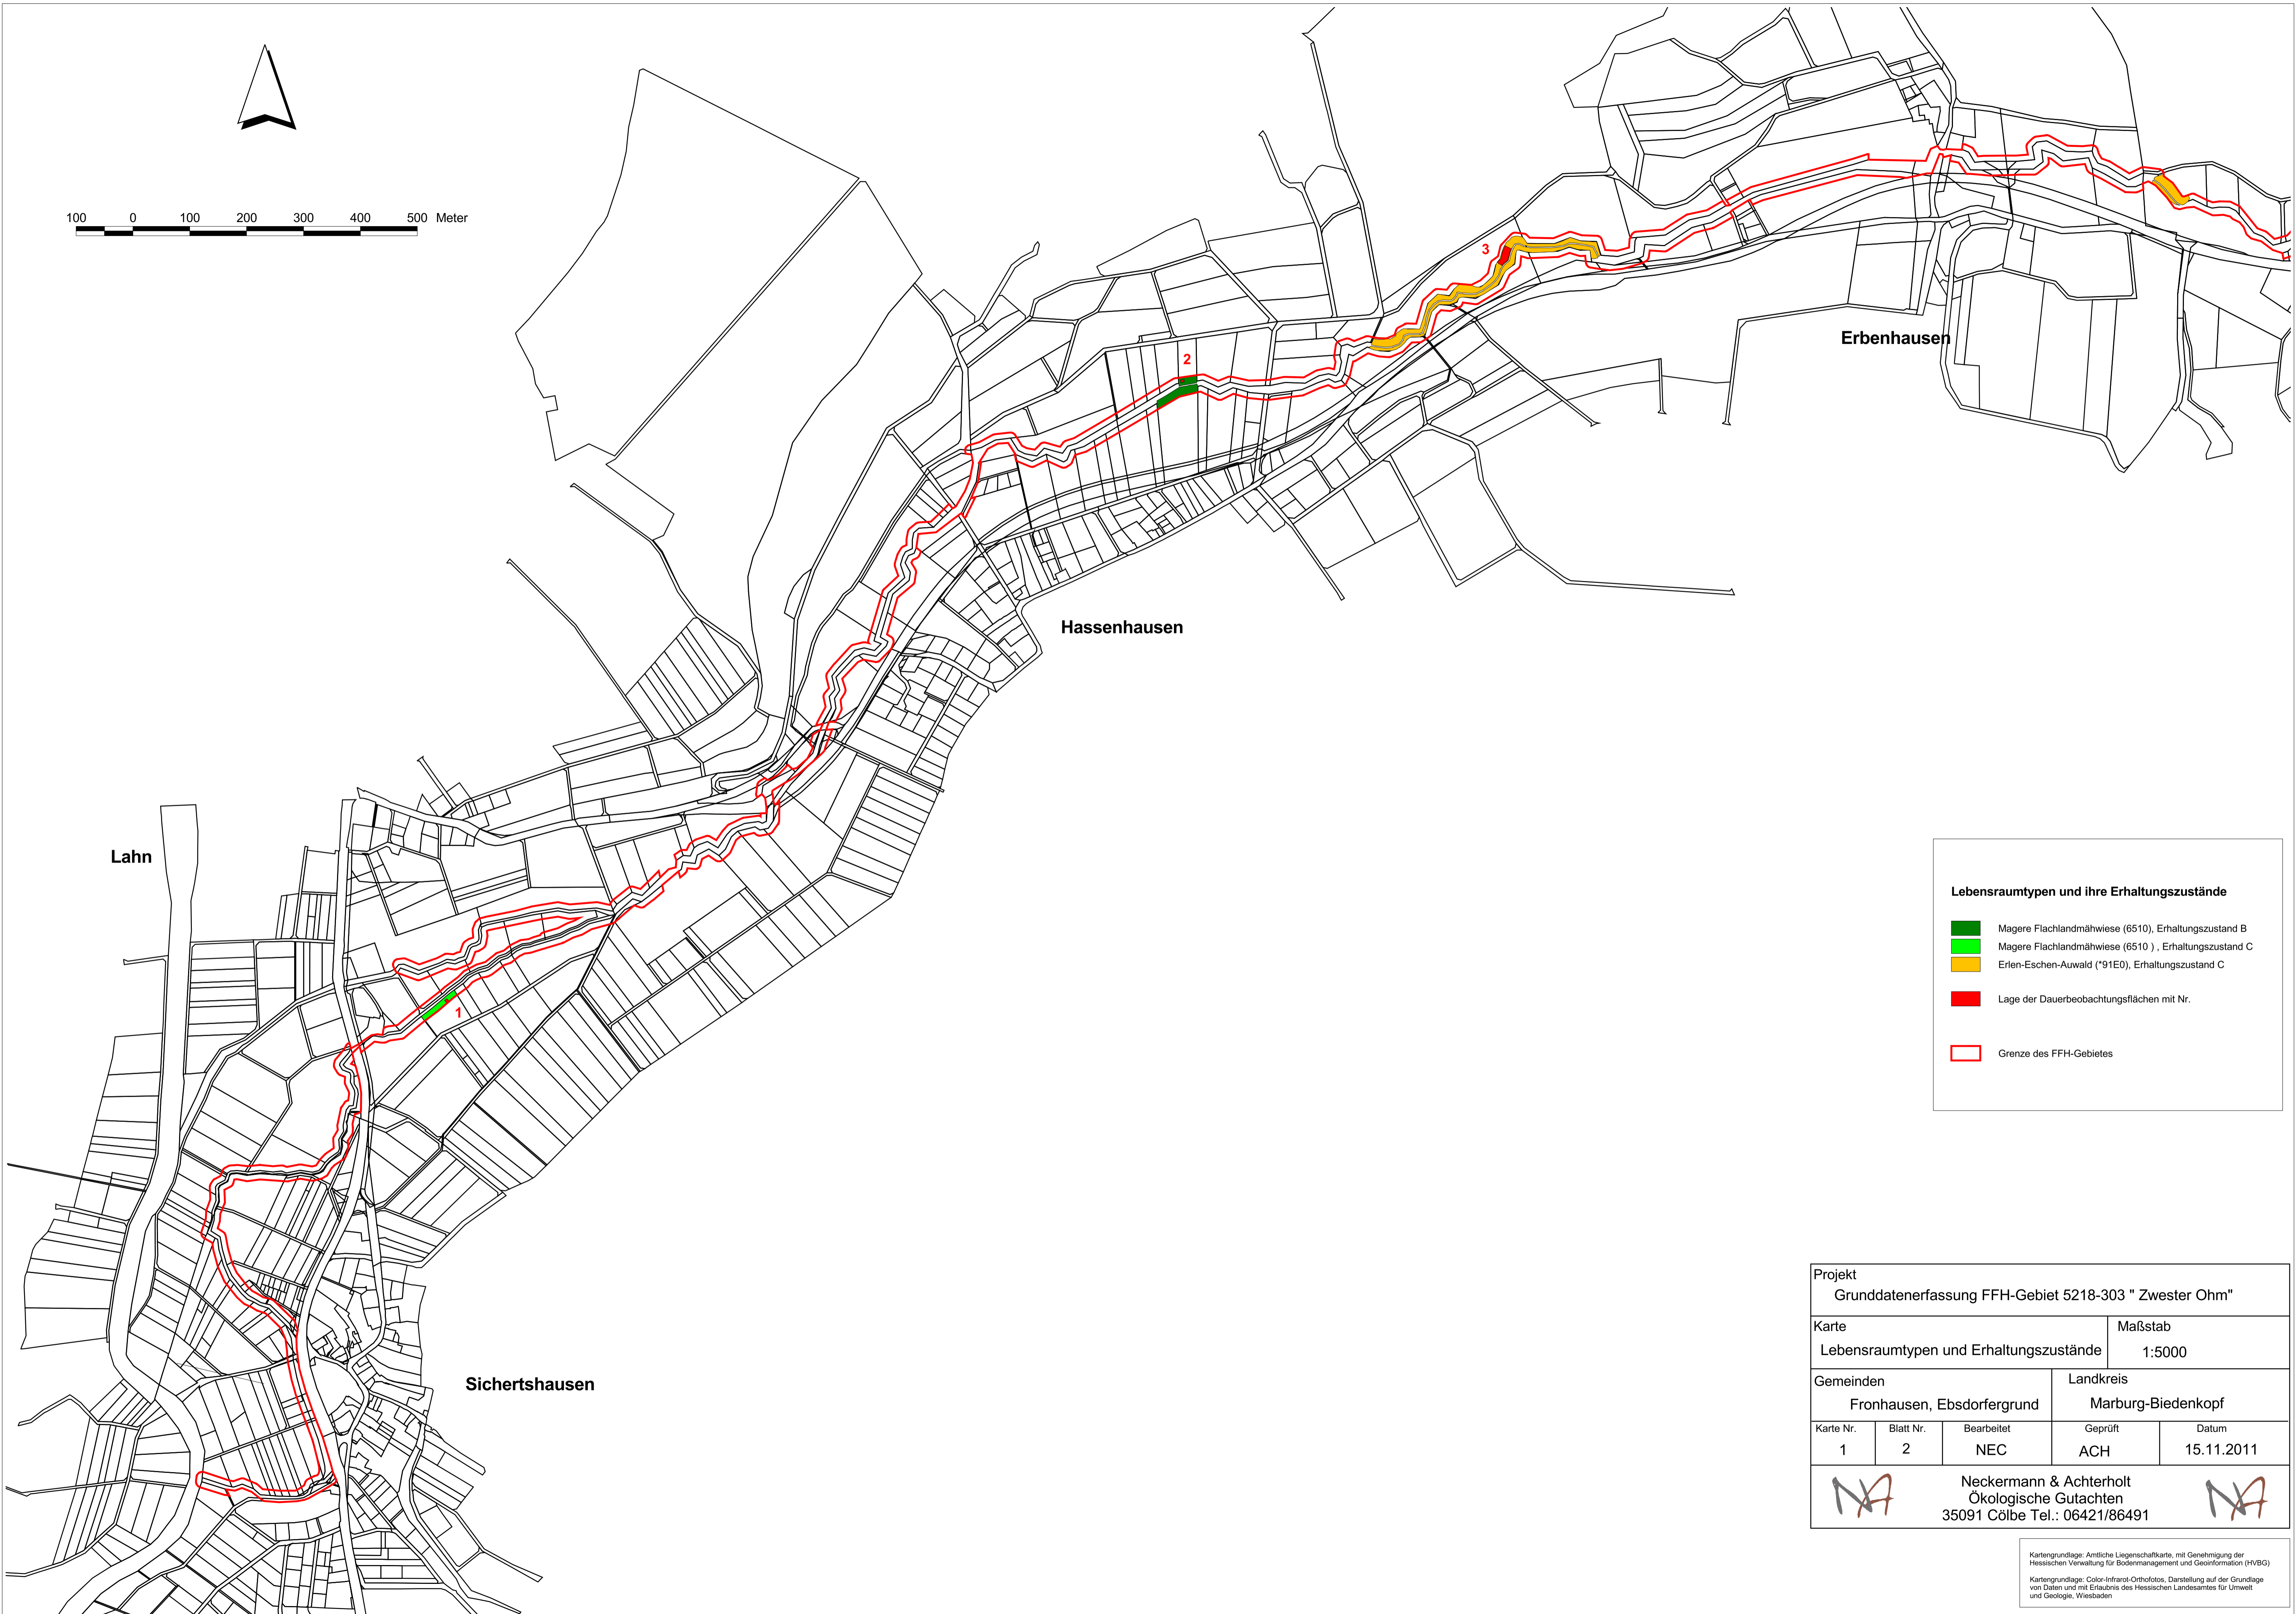 100 0 100 200 300 400 500 Meter
3
Erbenhausen
2
Hassenhausen
Lahn
1
Sichertshausen
Lebensraumtypen und ihre Erhaltungszustände
Magere Flachlandmähwiese (6510), Erhaltungszustand B
Magere Flachlandmähwiese (6510 ) , Erhaltungszustand C
Erlen-Eschen-Auwald (*91E0), Erhaltungszustand C
Lage der Dauerbeobachtungsflächen mit Nr.
Grenze des FFH-Gebietes
Projekt
Grunddatenerfassung FFH-Gebiet 5218-303 " Zwester Ohm"
Karte Maßstab
Lebensraumtypen und Erhaltungszustände 1:5000
Gemeinden Landkreis
Fronhausen, Ebsdorfergrund Marburg-Biedenkopf
Karte Nr. Blatt Nr. Bearbeitet Geprüft Datum
1 2 NEC ACH 15.11.2011
NA Neckermann & Achterholt NA
Ökologische Gutachten
35091 Cölbe Tel.: 06421/86491
Kartengrundlage: Amtliche Liegenschaftkarte, mit Genehmigung der
Hessischen Verwaltung für Bodenmanagement und Geoinformation (HVBG)
Kartengrundlage: Color-Infrarot-Orthofotos, Darstellung auf der Grundlage
von Daten und mit Erlaubnis des Hessischen Landesamtes für Umwelt
und Geologie, Wiesbaden